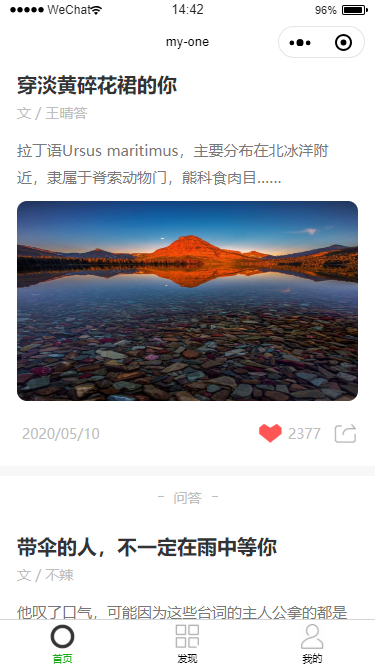 WeChat 14:42 96%
my-one
穿淡黄碎花裙的你
文 / 王晴答
拉丁语Ursus maritimus，主要分布在北冰洋附
近，隶属于脊索动物门，熊科食肉目......
2020/05/10 2377
- 问答 -
带伞的人，不一定在雨中等你
文 / 不辣
他叹了口气，可能因为这些台词的主人公拿的都是
首页 发现 我的